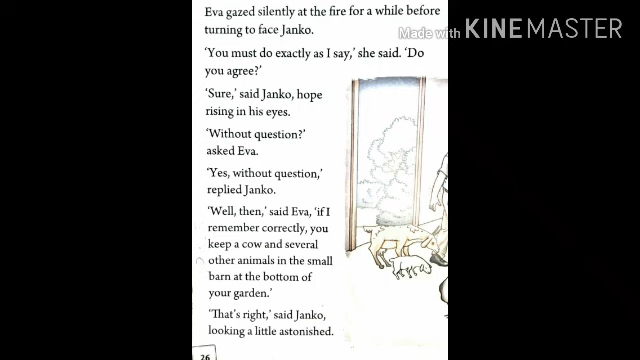 Eva gazed silently at the fire for a while before
turning to face Janko.
‘You must do exactly as I say,’ she said. ‘Do
you agree?’
‘Sure,’ said Janko, hope
rising in his eyes.
‘Without question?’
asked Eva.
‘Yes, without question,’
replied Janko.
‘Well, then,’ said Eva, ‘if I
remember correctly, you
keep a cow and several
other animals in the small
barn at the bottom of
your garden.’
‘That's right,’ said Janko,
looking a little astonished.
26
Made with KINEMASTER